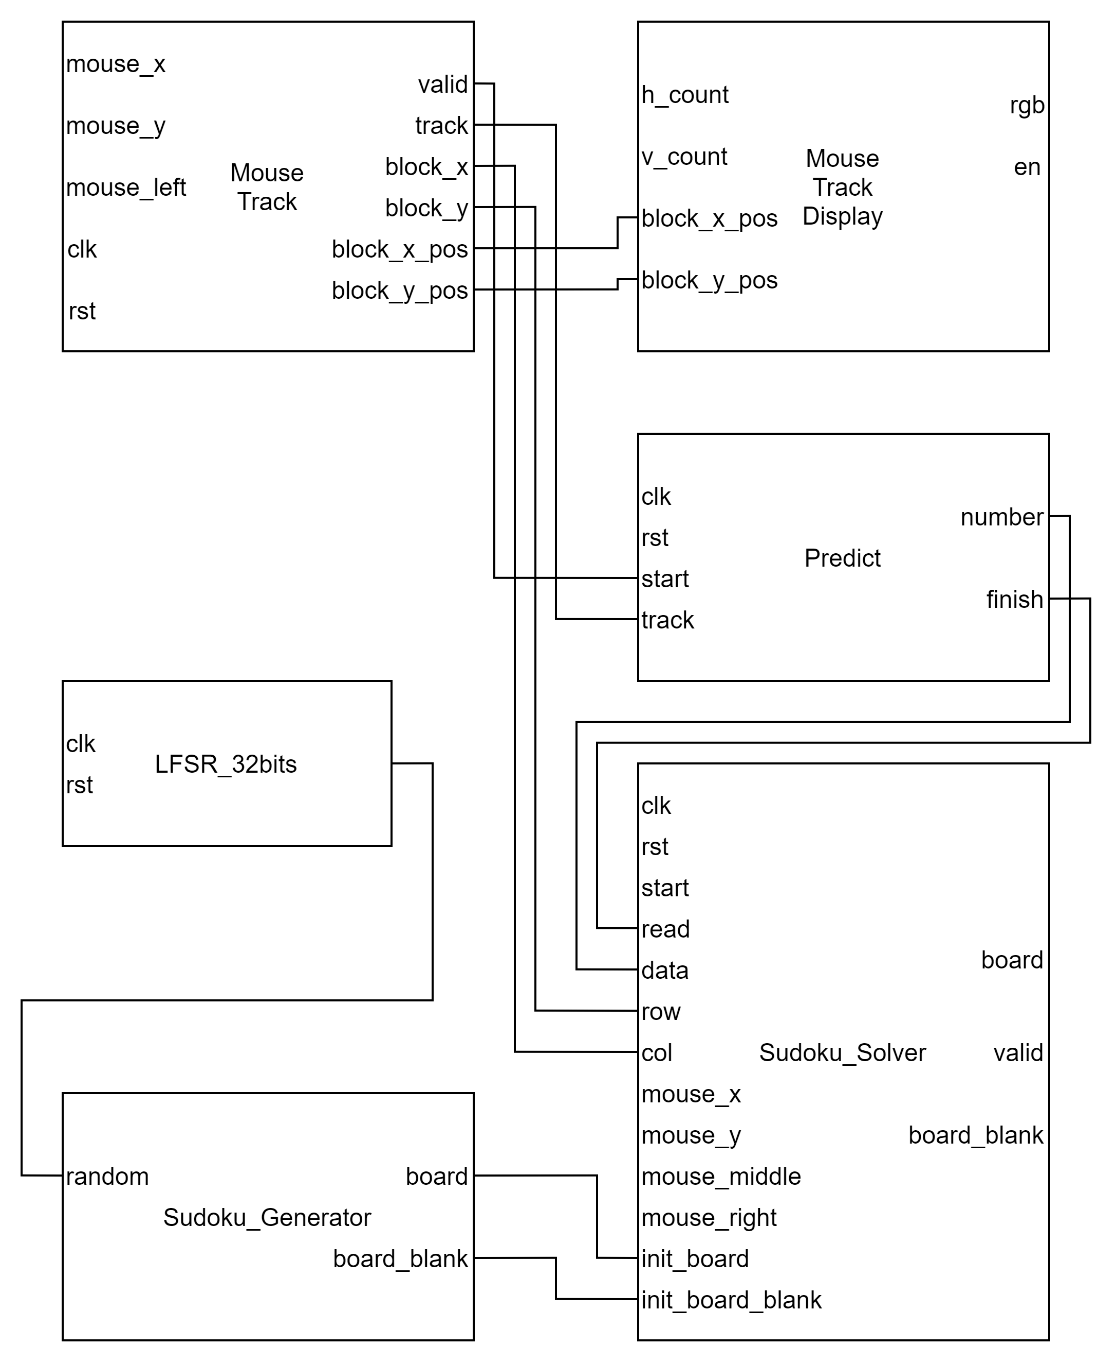 mouse_x
mouse_y
mouse_left
clk
rst
Mouse
Track
valid
track
block_x
block_y
block_x_pos
block_y_pos
h_count
v_count
block_x_pos
block_y_pos
Mouse
Track
Display
rgb
en
clk
rst
start
track
Predict
number
finish
clk
rst
LFSR_32bits
clk
rst
start
read
data
row
col
mouse_x
mouse_y
mouse_middle
mouse_right
init_board
init_board_blank
Sudoku_Solver
board
valid
board_blank
random
Sudoku_Generator
board
board_blank